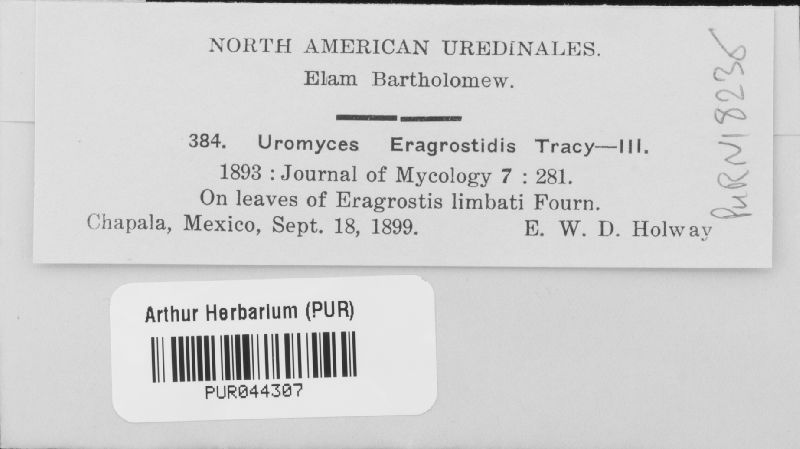 NORTH AMERICAN UREDINALES.
Elam Bartholomew.
384. Uromyces Eragrostidis Tracy—III.
1893 : Journal of Mycology 7 : 281.
On leaves of Eragrostis limbati Fourn.
Chapala, Mexico, Sept. 18, 1899. E. W. D. Holway
PURN18236
Arthur Herbarium (PUR)
PUR044307